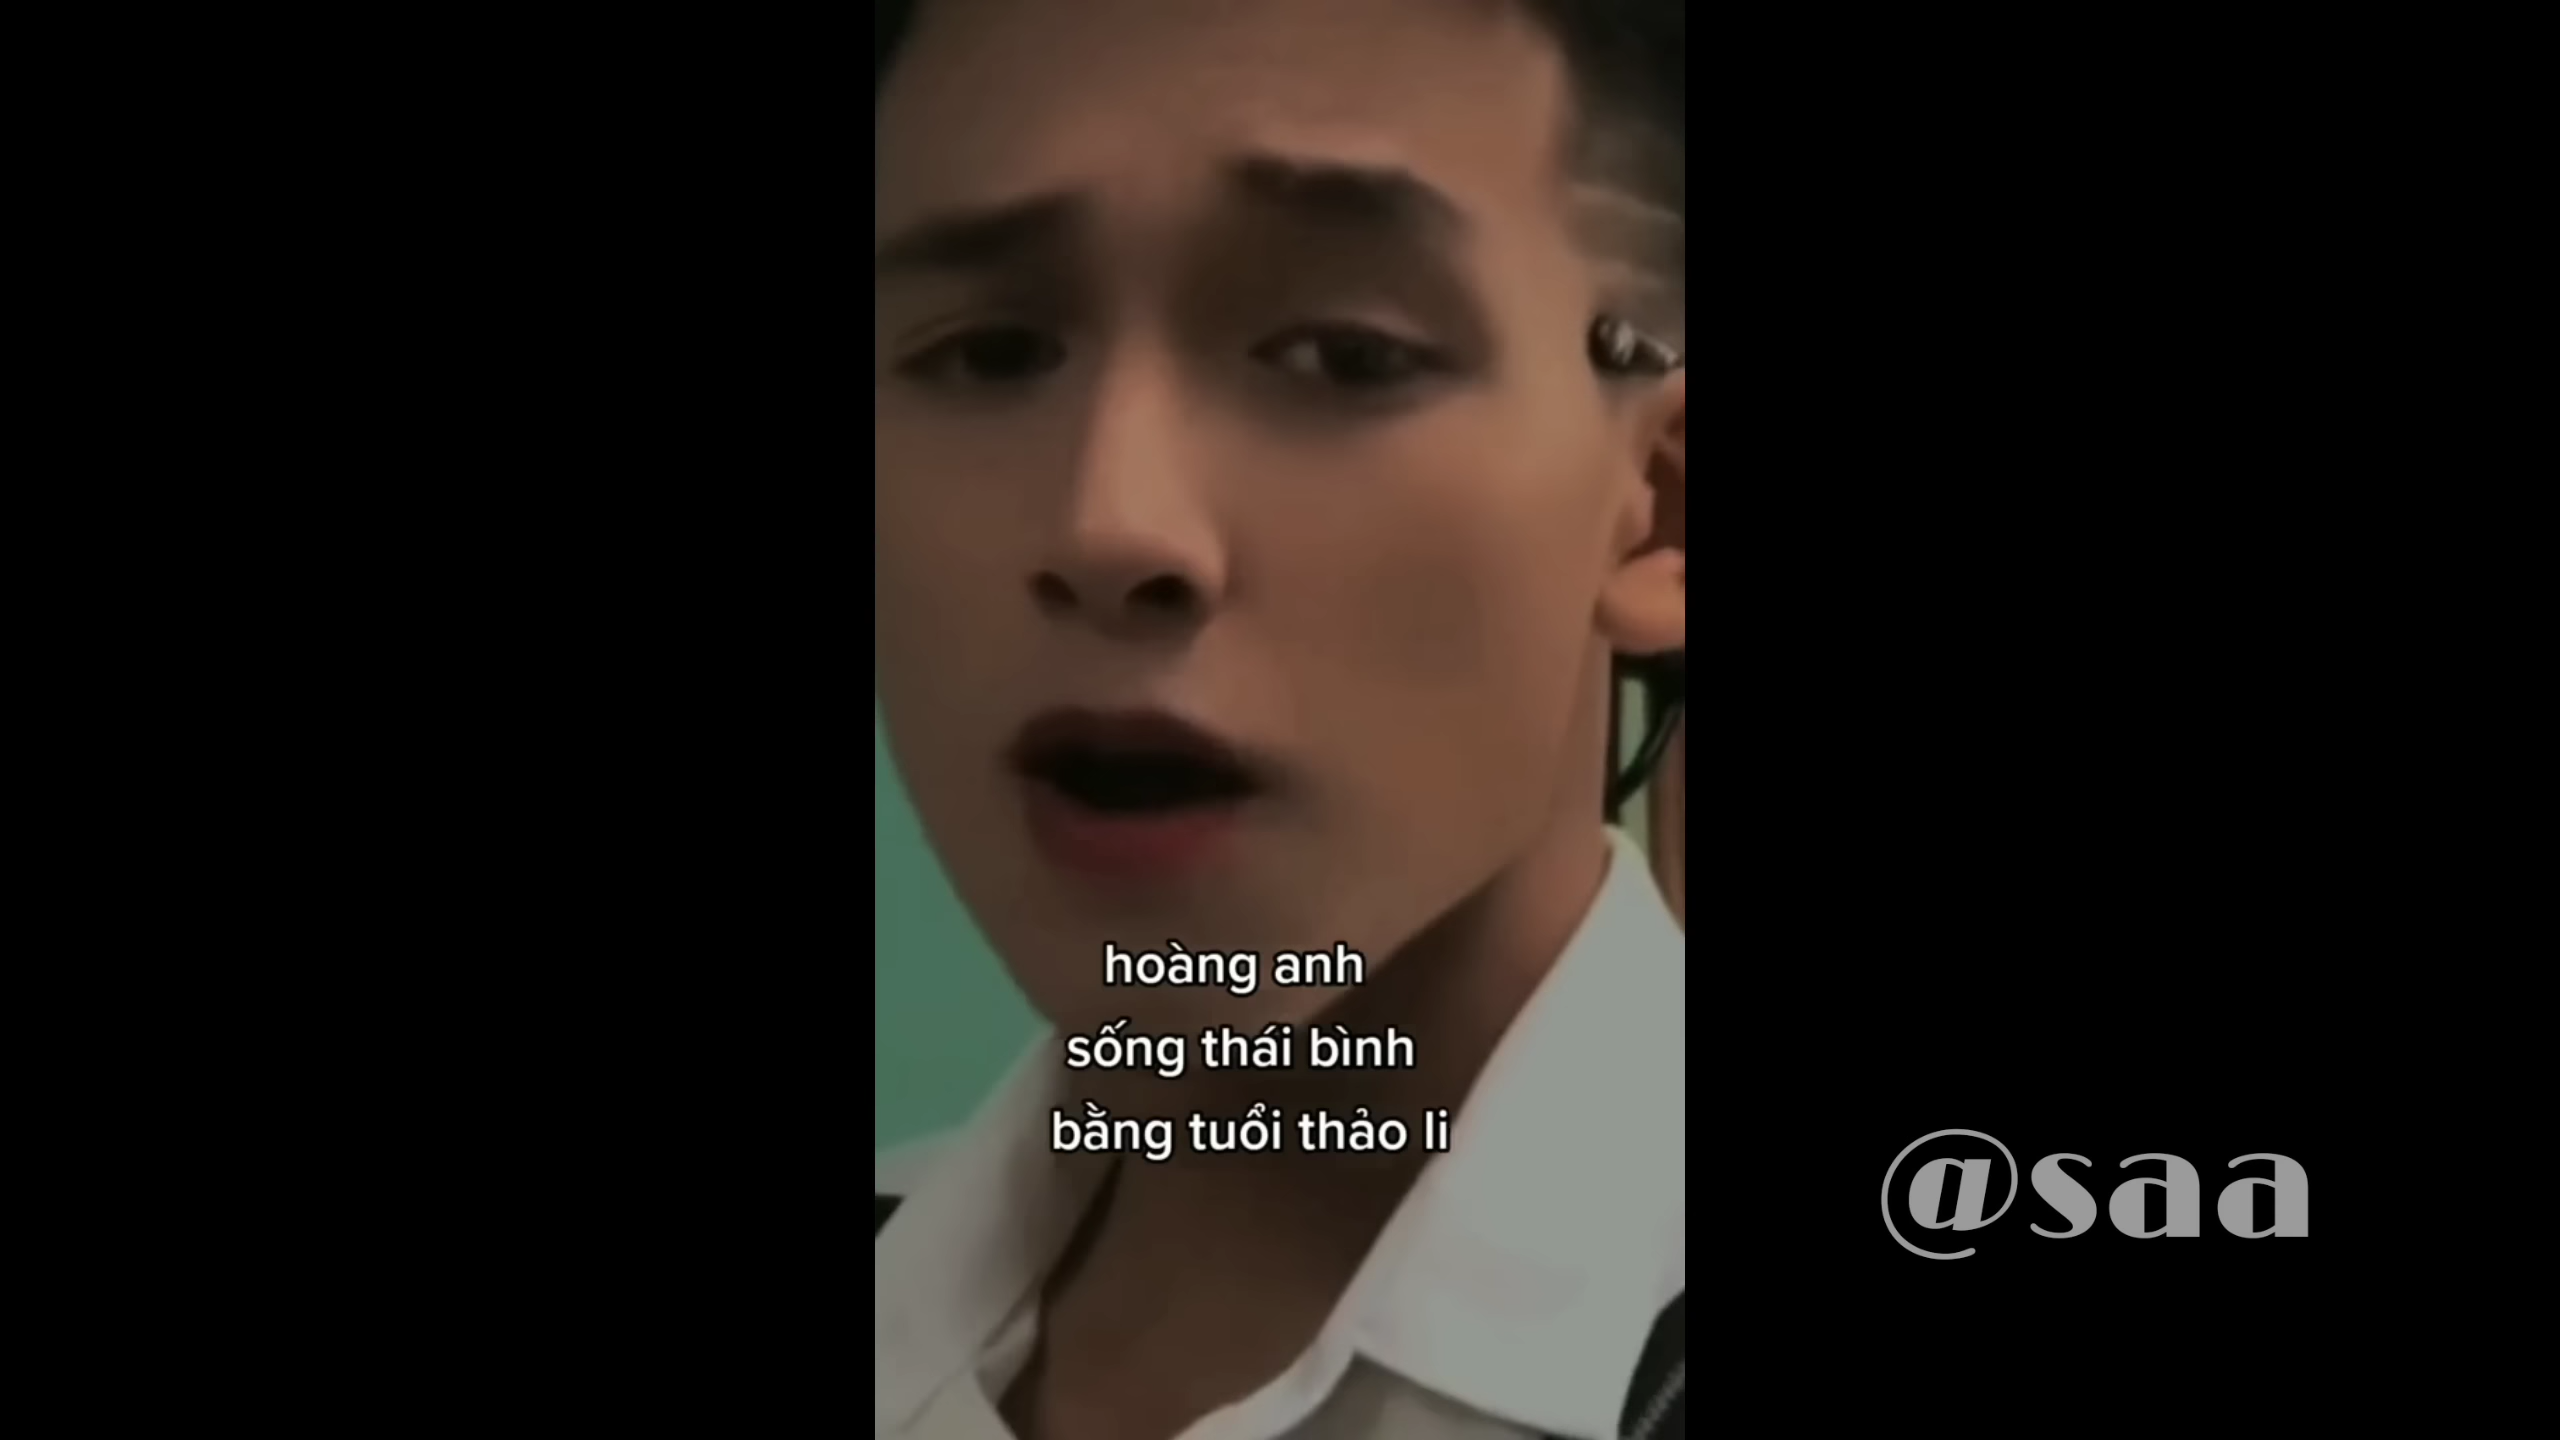 hoàng anh
sống thái bình
bằng tuổi thảo li
@saa